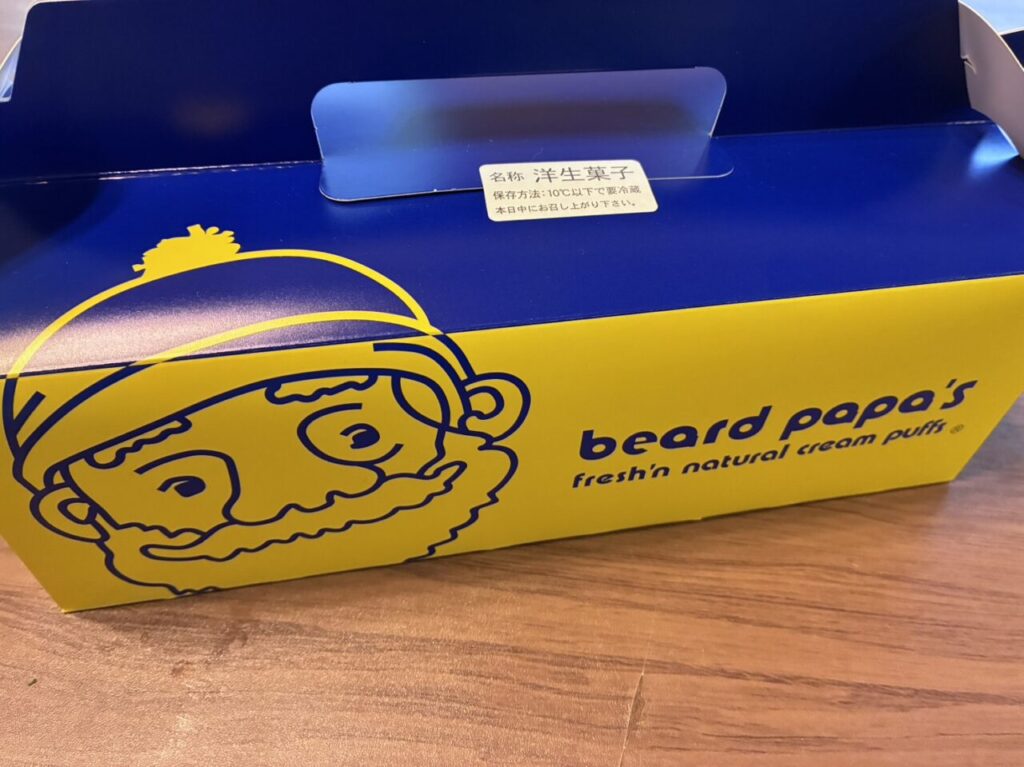 名称 洋生菓子
保存方法:10℃以下で要冷蔵
本日中にお召し上がり下さい。
beard papa's
fresh'n natural cream puffs ®